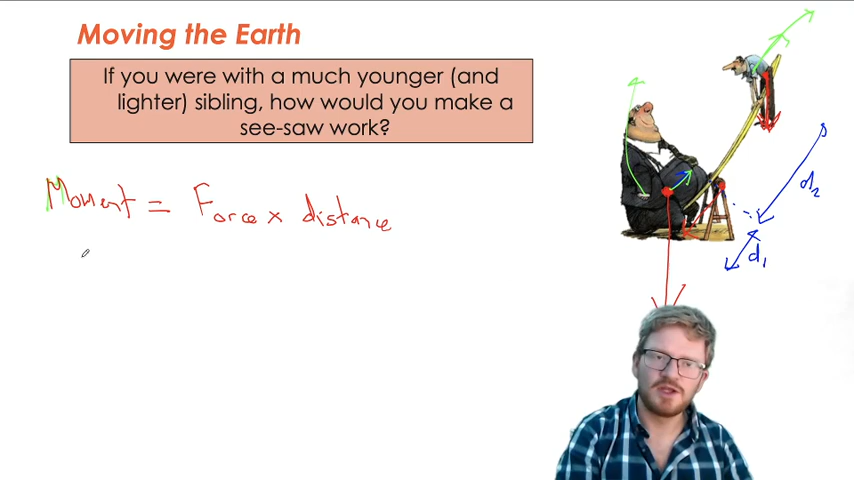 Moving the Earth
If you were with a much younger (and
lighter) sibling, how would you make a
see-saw work?
Moment = Force x distance
d2
d1